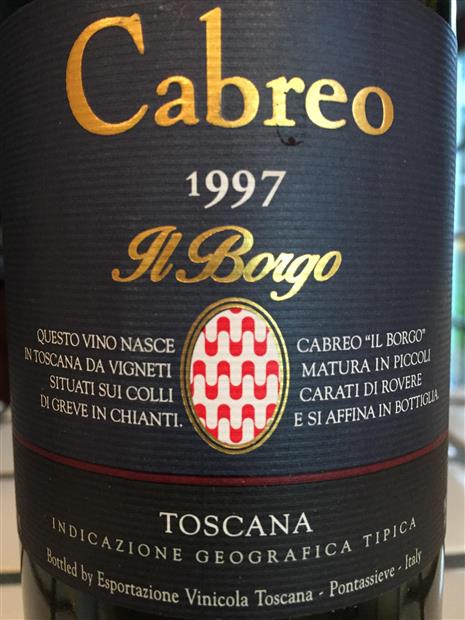 Cabreo
1997
Il Borgo
QUESTO VINO NASCE
IN TOSCANA DA VIGNETI
SITUATI SUI COLLI
DI GREVE IN CHIANTI.
CABREO "IL BORGO"
MATURA IN PICCOLI
CARATI DI ROVERE
E SI AFFINA IN BOTTIGLIA.
TOSCANA
INDICAZIONE GEOGRAFICA TIPICA
Bottled by Esportazione Vinicola Toscana - Pontassieve - Italy